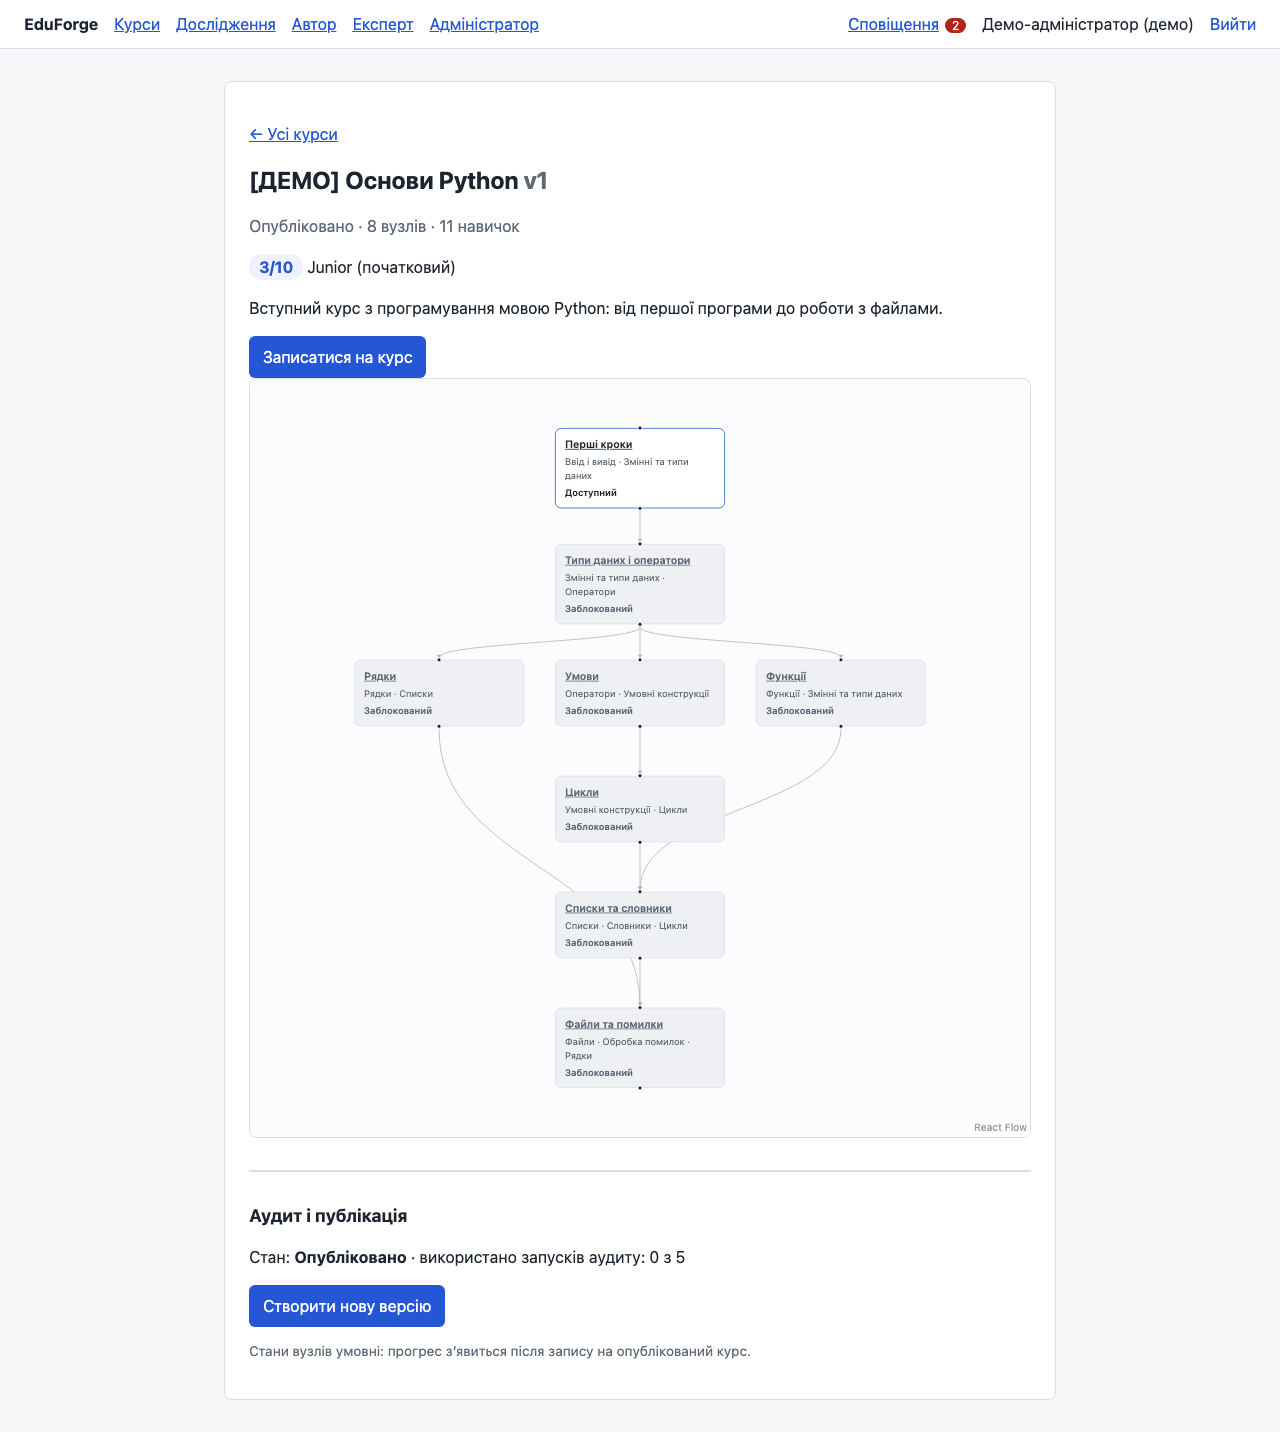 EduForge Курси Дослідження Автор Експерт Адміністратор Сповіщення 2 Демо-адміністратор (демо) Вийти
← Усі курси
[ДЕМО] Основи Python v1
Опубліковано · 8 вузлів · 11 навичок
3/10 Junior (початковий)
Вступний курс з програмування мовою Python: від першої програми до роботи з файлами.
Записатися на курс
Перші кроки
Ввід і вивід · Змінні та типи
даних
Доступний
Типи даних і оператори
Змінні та типи даних ·
Оператори
Заблокований
Рядки
Рядки · Списки
Заблокований
Умови
Оператори · Умовні конструкції
Заблокований
Функції
Функції · Змінні та типи даних
Заблокований
Цикли
Умовні конструкції · Цикли
Заблокований
Списки та словники
Списки · Словники · Цикли
Заблокований
Файли та помилки
Файли · Обробка помилок ·
Рядки
Заблокований
React Flow
Аудит і публікація
Стан: Опубліковано · використано запусків аудиту: 0 з 5
Створити нову версію
Стани вузлів умовні: прогрес зʼявиться після запису на опублікований курс.